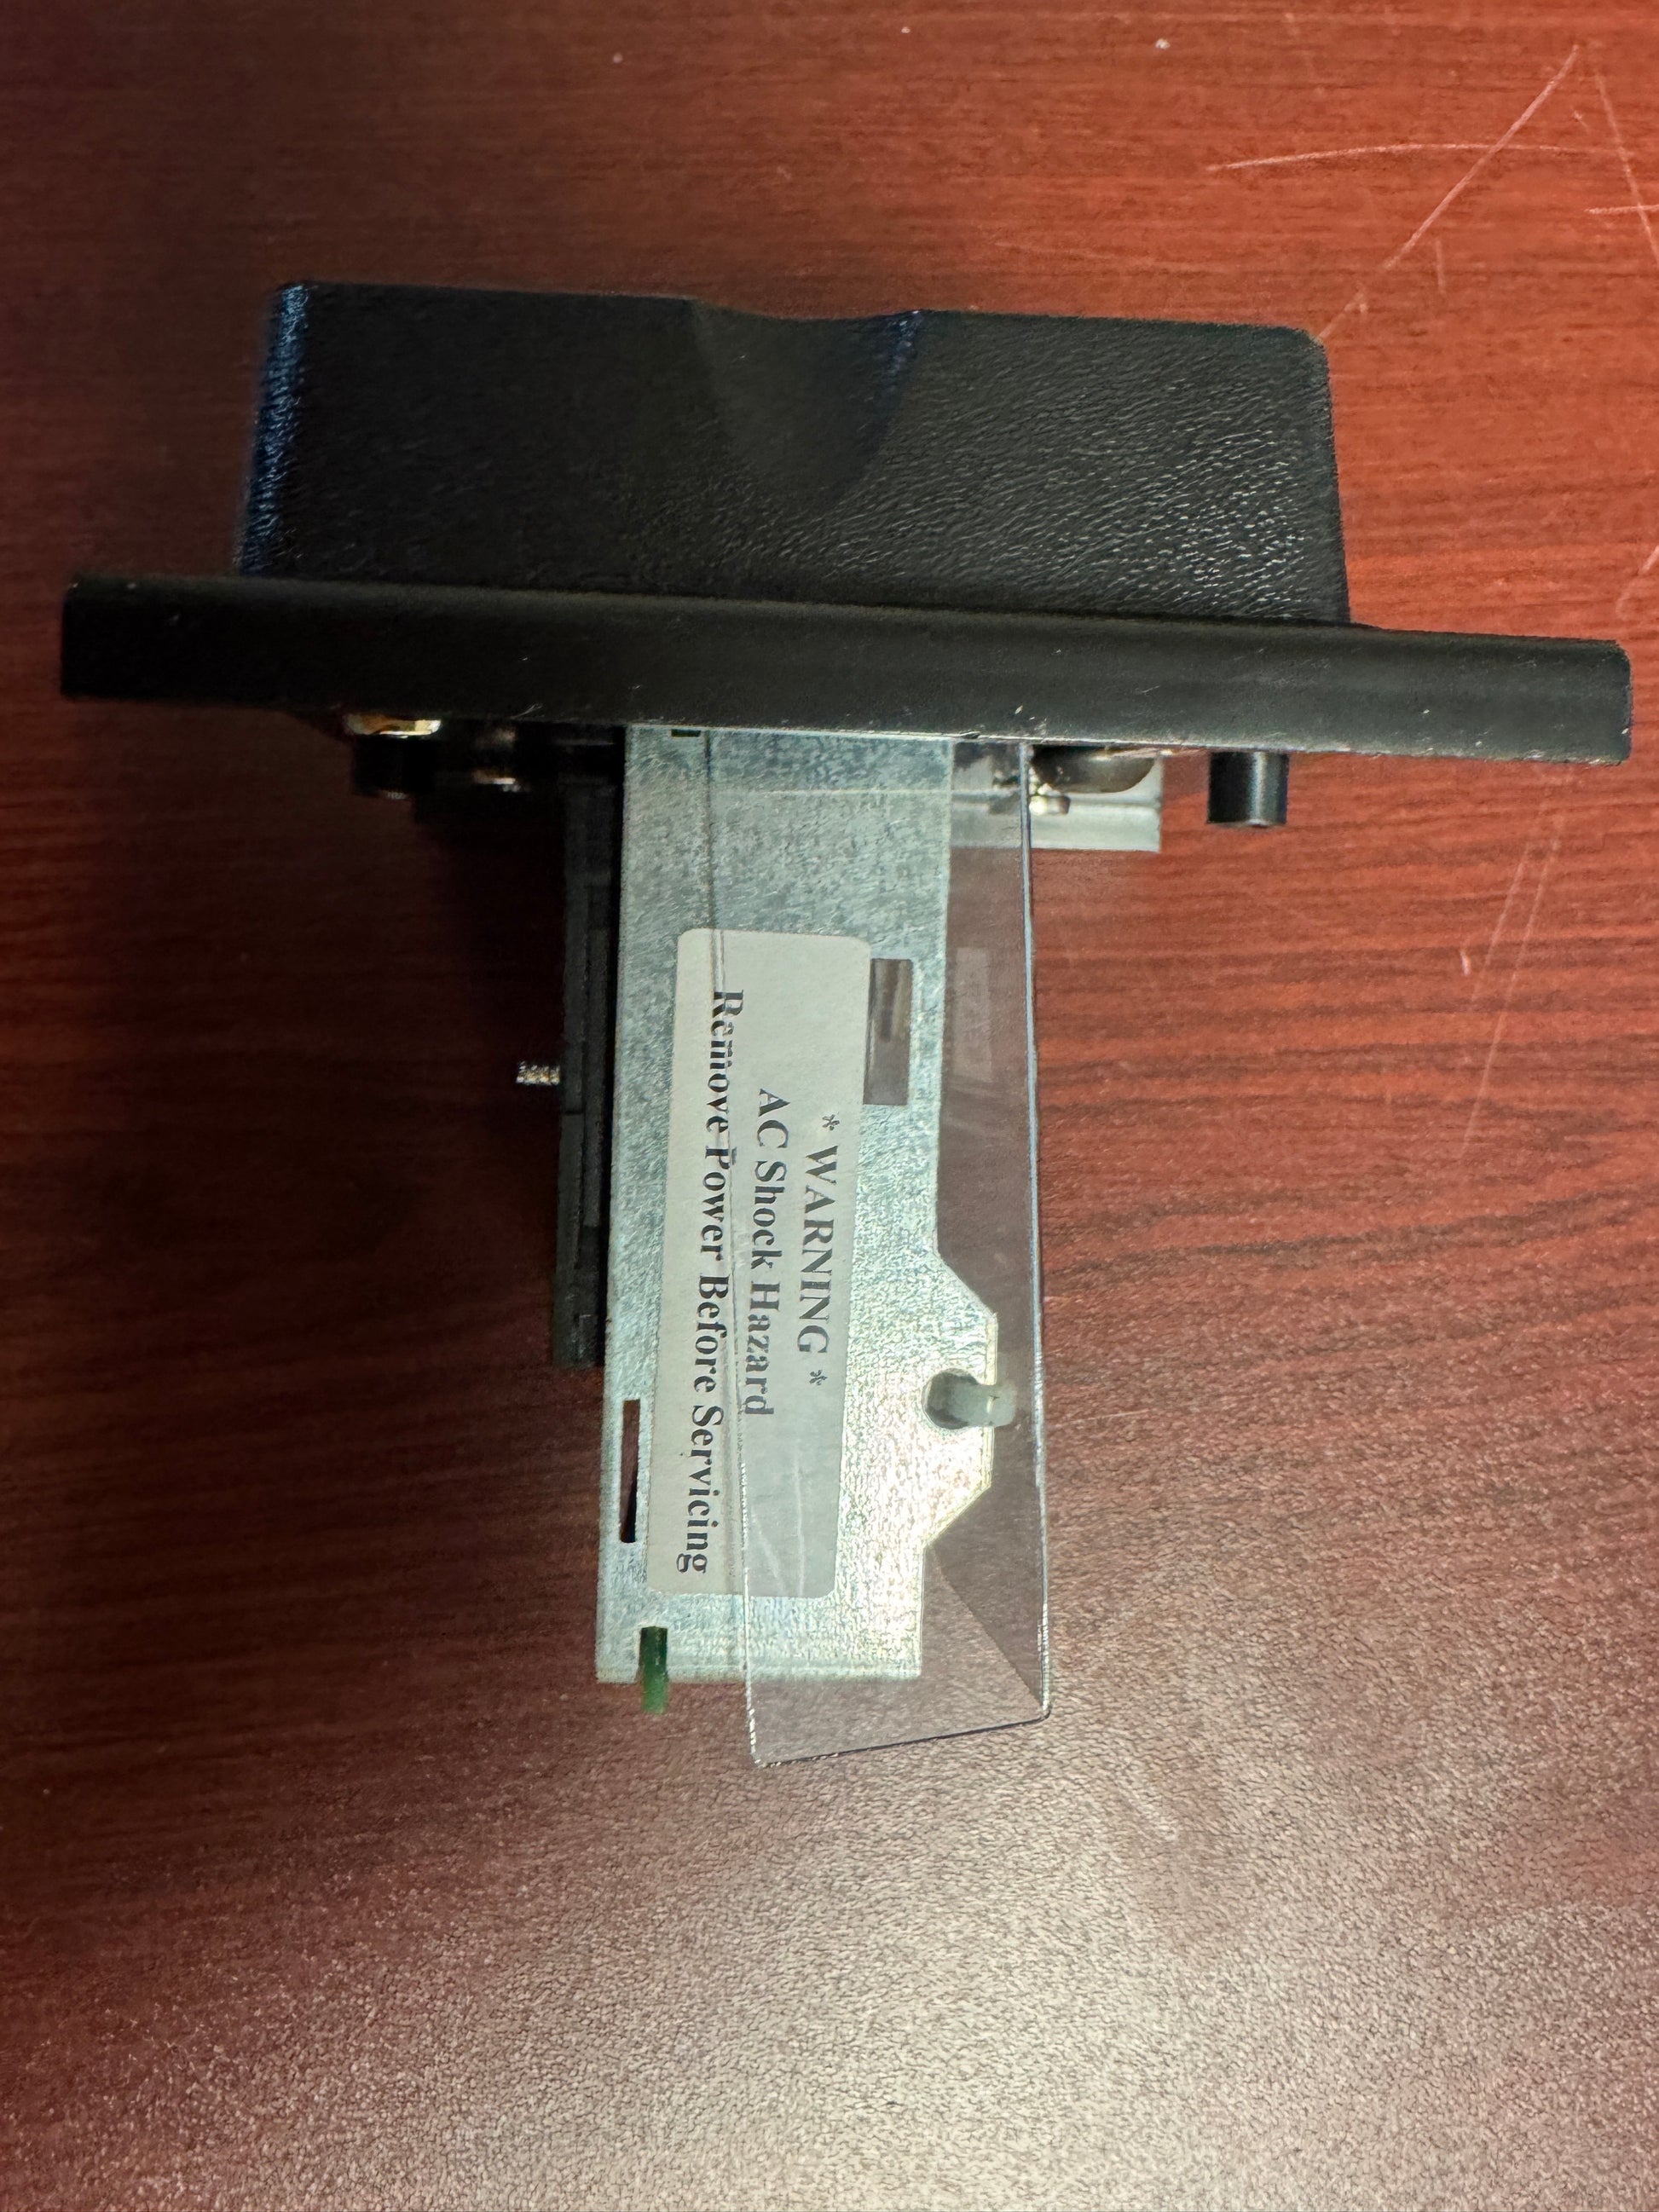 * WARNING *
AC Shock Hazard
Remove Power Before Servicing